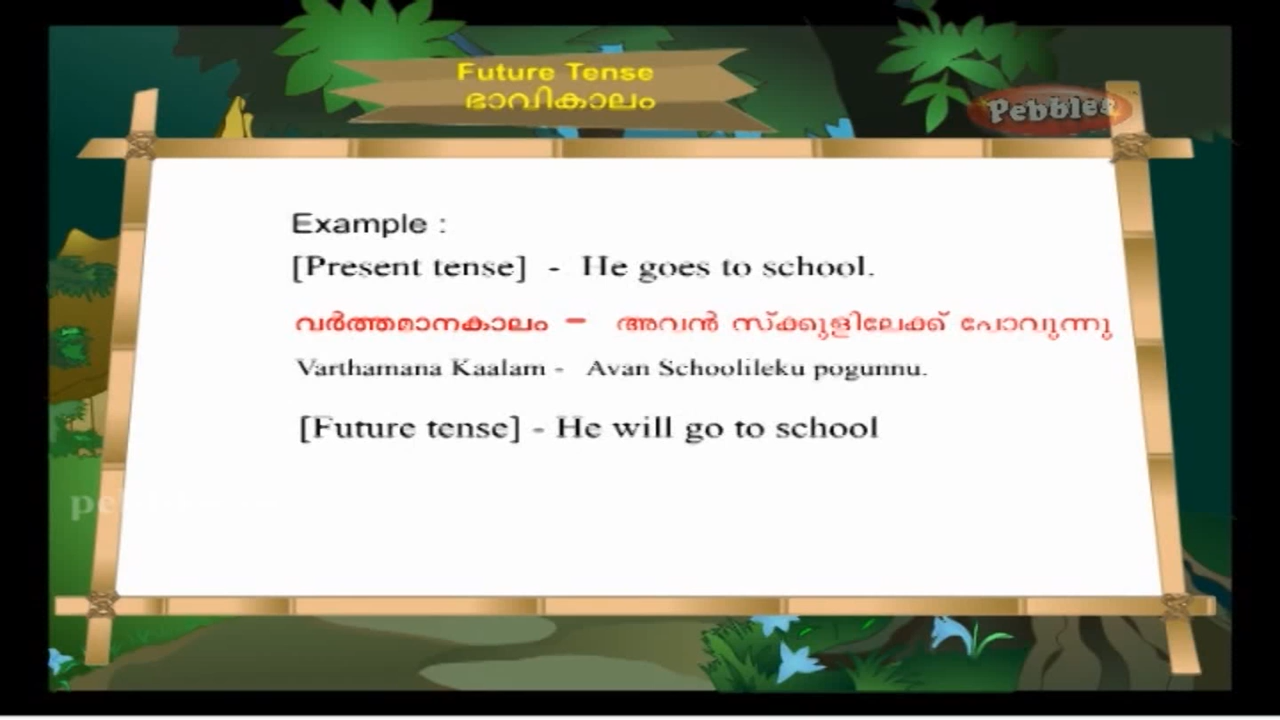 Future Tense
ഭാവികാലം
Pebbles
Example :
[Present tense] - He goes to school.
വർത്തമാനകാലം - അവൻ സ്ക്കുളിലേക്ക് പോവുന്നു
Varthamana Kaalam - Avan Schoolileku pogunnu.
[Future tense] - He will go to school